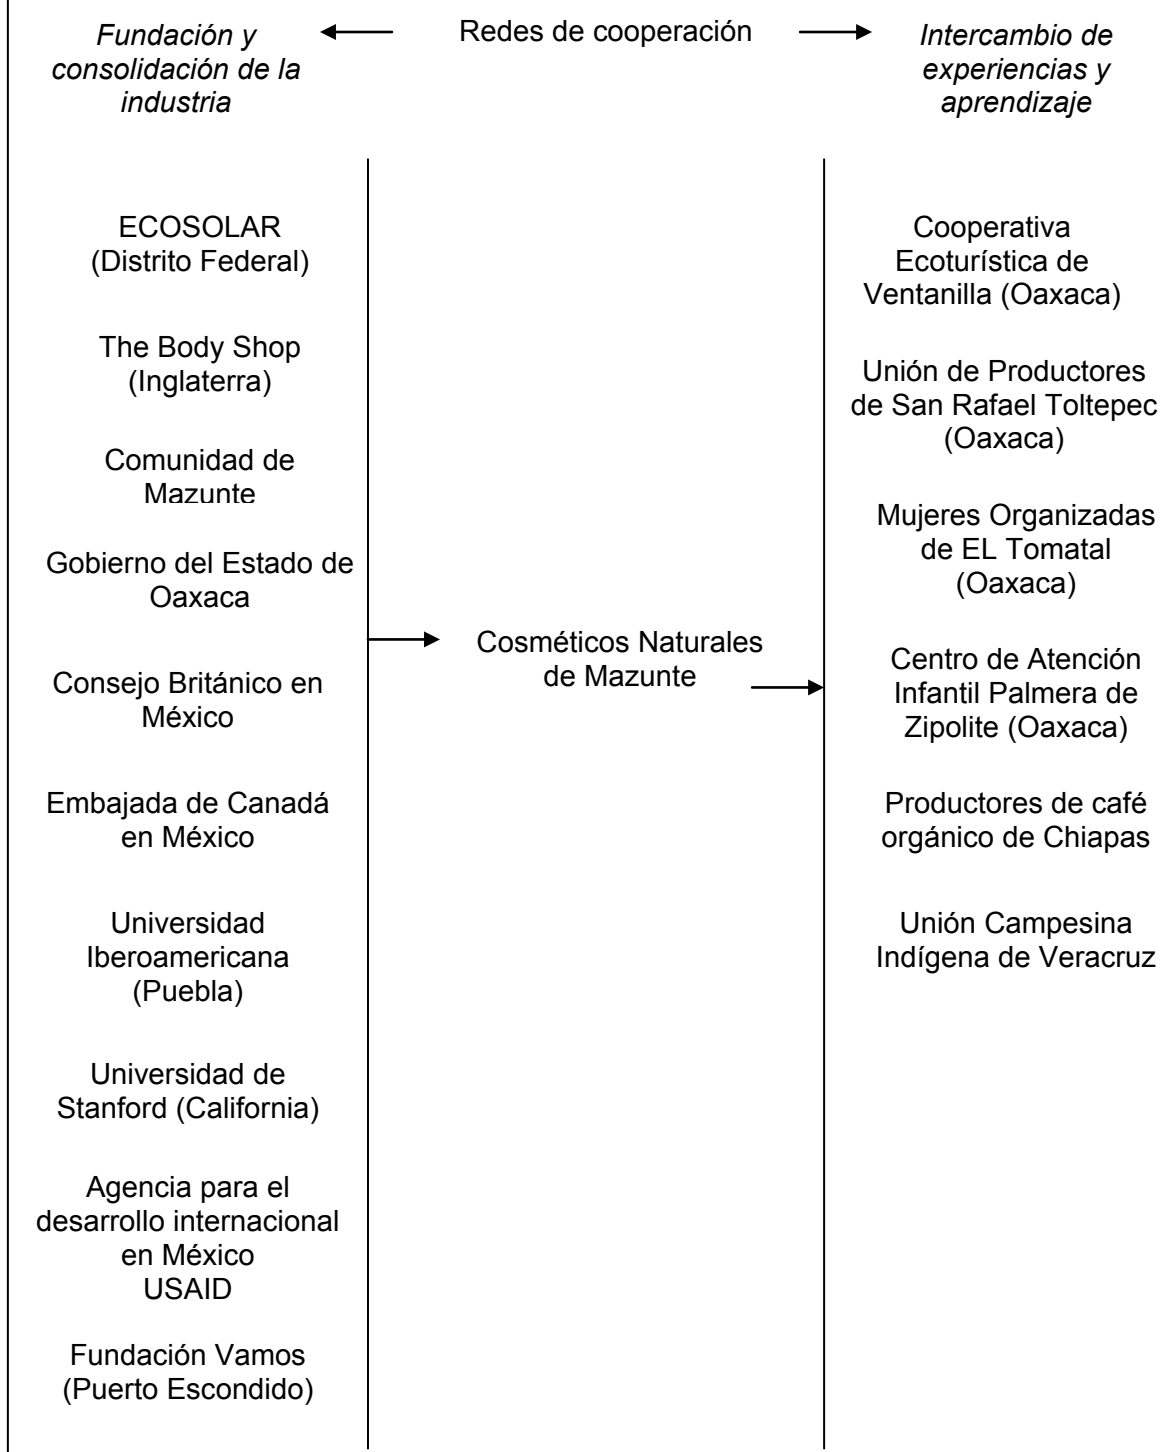 Redes de cooperación
Fundación y
consolidación de la
industria
Intercambio de
experiencias y
aprendizaje
ECOSOLAR
(Distrito Federal)
The Body Shop
(Inglaterra)
Comunidad de
Mazunte
Gobierno del Estado de
Oaxaca
Consejo Británico en
México
Embajada de Canadá
en México
Universidad
Iberoamericana
(Puebla)
Universidad de
Stanford (California)
Agencia para el
desarrollo internacional
en México
USAID
Fundación Vamos
(Puerto Escondido)
Cosméticos Naturales
de Mazunte
Cooperativa
Ecoturística de
Ventanilla (Oaxaca)
Unión de Productores
de San Rafael Toltepec
(Oaxaca)
Mujeres Organizadas
de EL Tomatal
(Oaxaca)
Centro de Atención
Infantil Palmera de
Zipolite (Oaxaca)
Productores de café
orgánico de Chiapas
Unión Campesina
Indígena de Veracruz